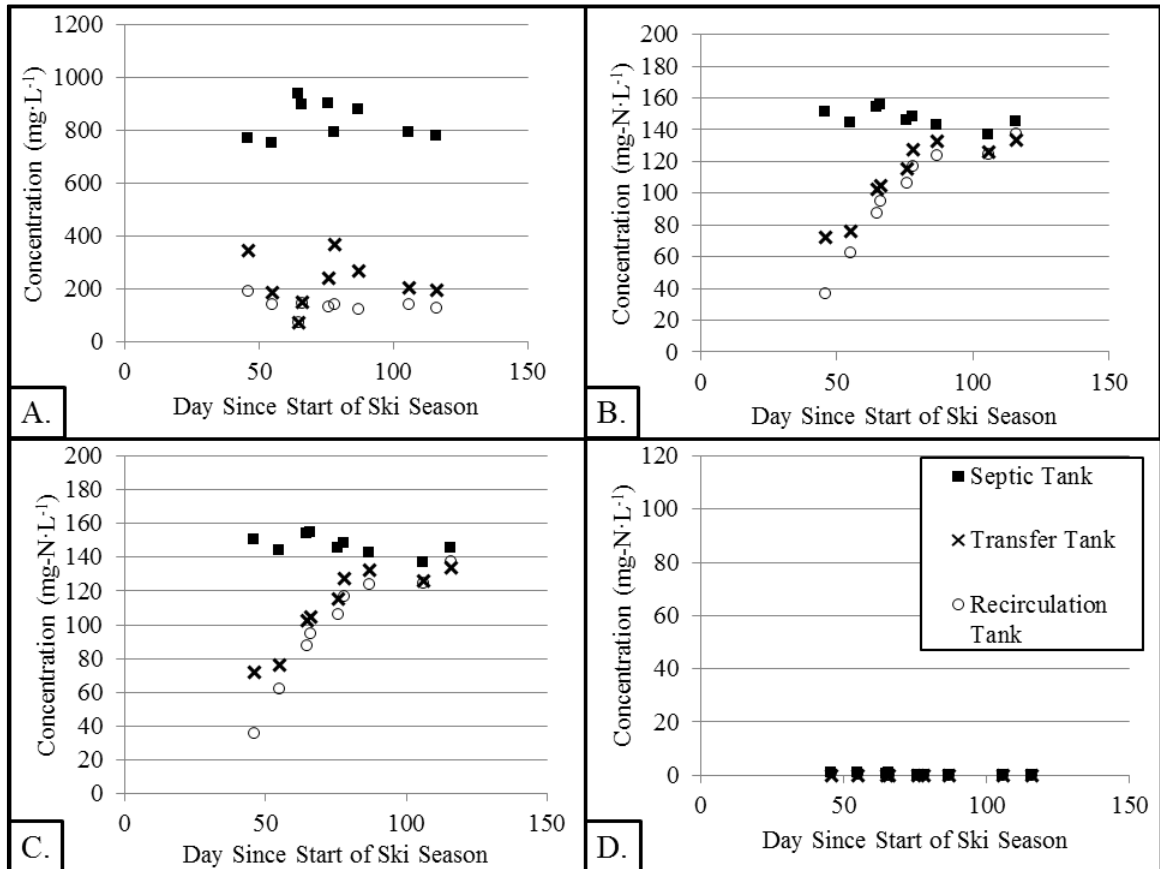 1200
1000
800
600
400
200
0
Concentration (mg·L⁻¹)
0 50 100 150
Day Since Start of Ski Season
A.
200
180
160
140
120
100
80
60
40
20
0
Concentration (mg-N·L⁻¹)
0 50 100 150
Day Since Start of Ski Season
B.
200
180
160
140
120
100
80
60
40
20
0
Concentration (mg-N·L⁻¹)
0 50 100 150
Day Since Start of Ski Season
C.
120
100
80
60
40
20
0
Concentration (mg-N·L⁻¹)
Septic Tank
Transfer Tank
Recirculation
Tank
0 50 100 150
Day Since Start of Ski Season
D.